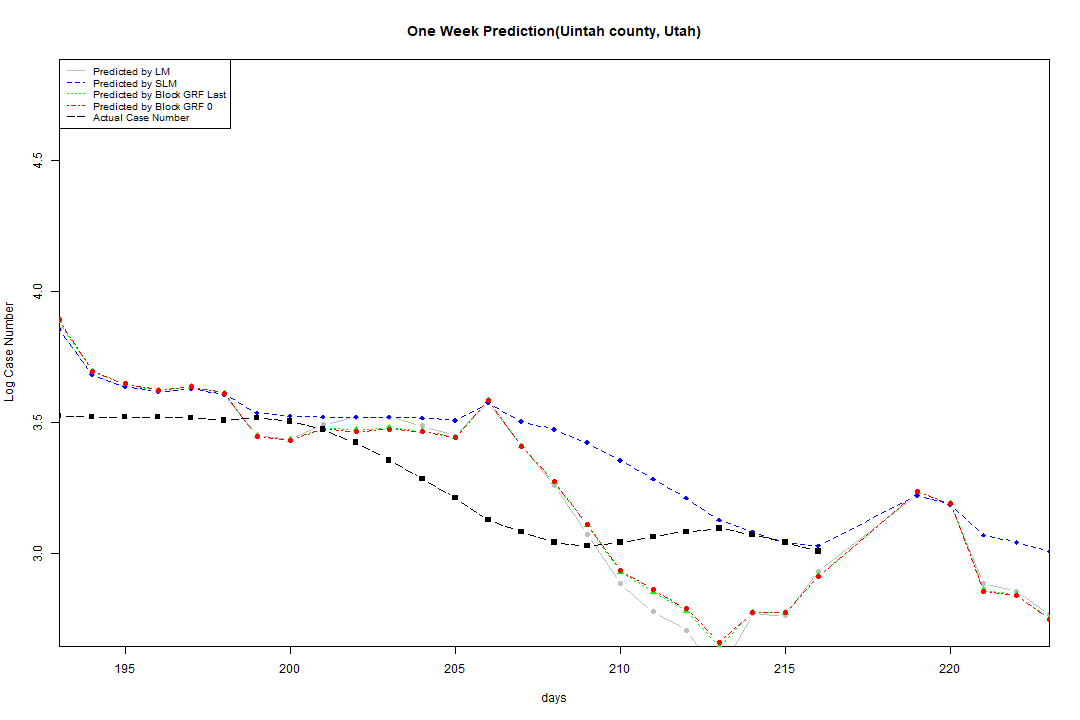 One Week Prediction(Uintah county, Utah)
Predicted by LM
Predicted by SLM
Predicted by Block GRF Last
Predicted by Block GRF 0
Actual Case Number
4.5
4.0
3.5
3.0
Log Case Number
195 200 205 210 215 220
days